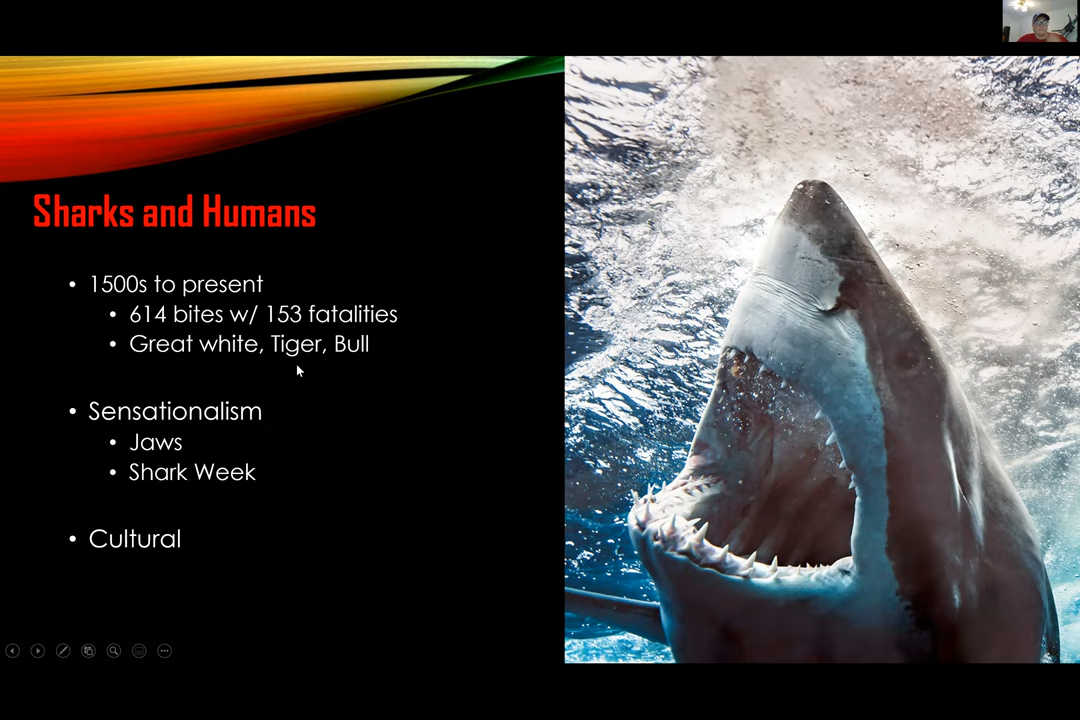 Sharks and Humans
• 1500s to present
• 614 bites w/ 153 fatalities
• Great white, Tiger, Bull
• Sensationalism
• Jaws
• Shark Week
• Cultural